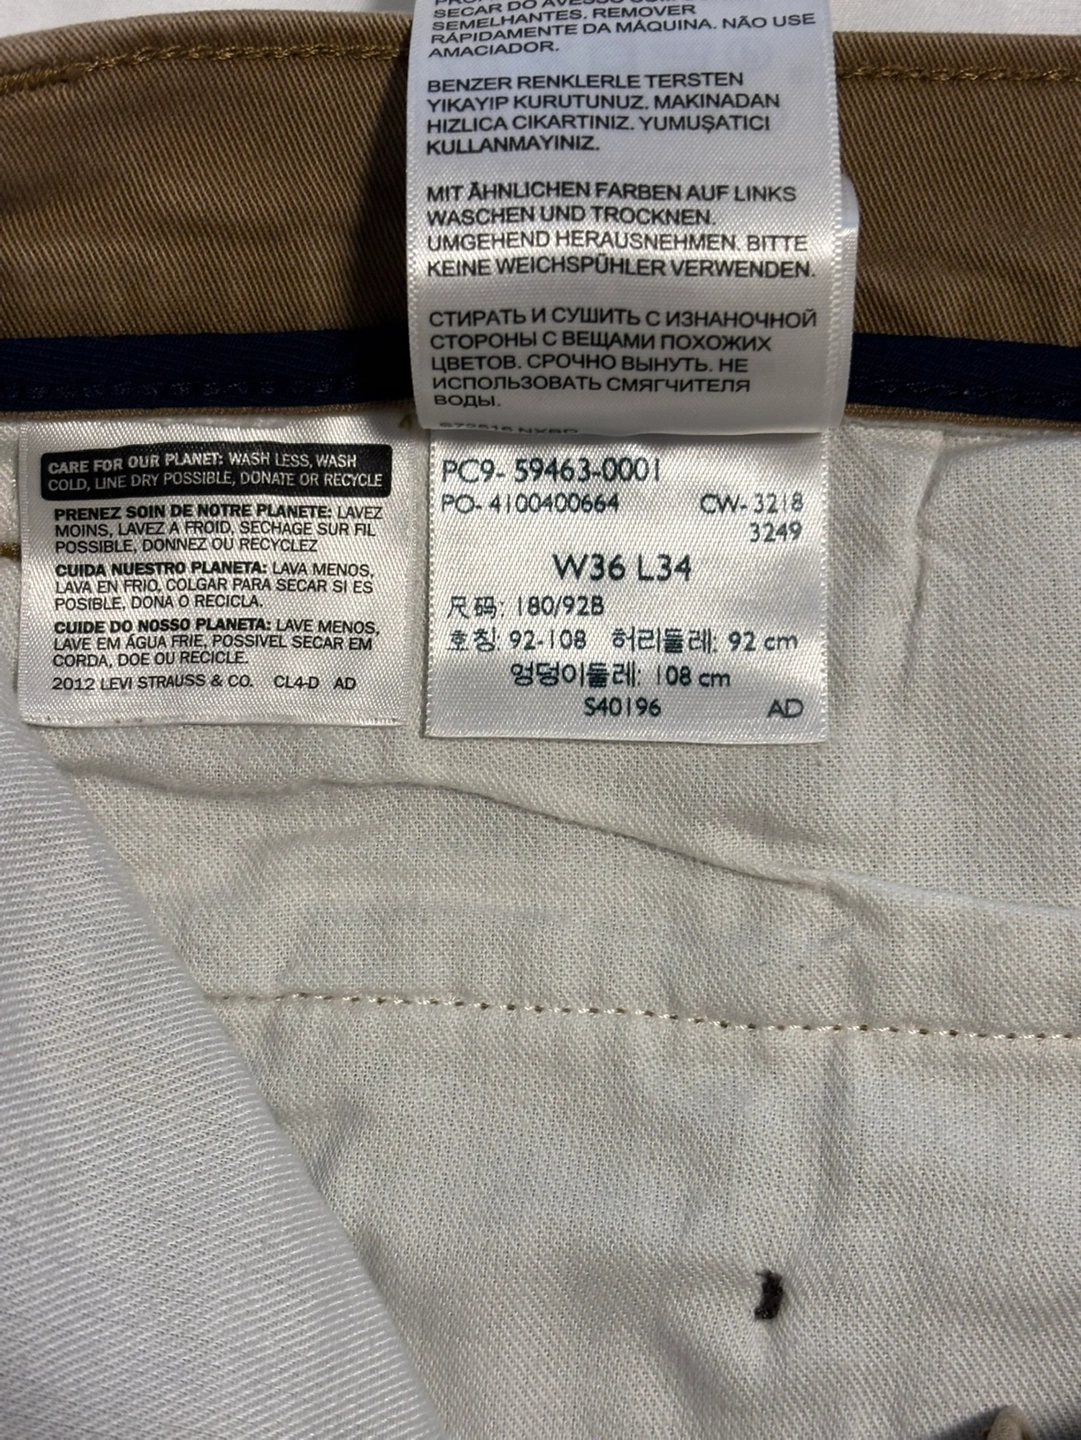 SECAR DO AVESSO
SEMELHANTES. REMOVER
RÁPIDAMENTE DA MÁQUINA. NÃO USE
AMACIADOR.
BENZER RENKLERLE TERSTEN
YIKAYIP KURUTUNUZ. MAKINADAN
HIZLICA CIKARTINIZ. YUMUŞATICI
KULLANMAYINIZ.
MIT ÄHNLICHEN FARBEN AUF LINKS
WASCHEN UND TROCKNEN.
UMGEHEND HERAUSNEHMEN. BITTE
KEINE WEICHSPÜHLER VERWENDEN.
СТИРАТЬ И СУШИТЬ С ИЗНАНОЧНОЙ
СТОРОНЫ С ВЕЩАМИ ПОХОЖИХ
ЦВЕТОВ. СРОЧНО ВЫНУТЬ. НЕ
ИСПОЛЬЗОВАТЬ СМЯГЧИТЕЛЯ
ВОДЫ.
CARE FOR OUR PLANET: WASH LESS, WASH
COLD, LINE DRY POSSIBLE, DONATE OR RECYCLE
PRENEZ SOIN DE NOTRE PLANETE: LAVEZ
MOINS, LAVEZ A FROID, SECHAGE SUR FIL
POSSIBLE, DONNEZ OU RECYCLEZ
CUIDA NUESTRO PLANETA: LAVA MENOS,
LAVA EN FRIO, COLGAR PARA SECAR SI ES
POSIBLE, DONA O RECICLA.
CUIDE DO NOSSO PLANETA: LAVE MENOS,
LAVE EM ÁGUA FRIE, POSSIVEL SECAR EM
CORDA, DOE OU RECICLE.
2012 LEVI STRAUSS & CO. CL4-D AD
PC9- 59463-0001
PO- 4100400664 CW- 3218
3249
W36 L34
尺码: 180/92B
호칭: 92-108 허리둘레: 92 cm
엉덩이둘레: 108 cm
S40196 AD